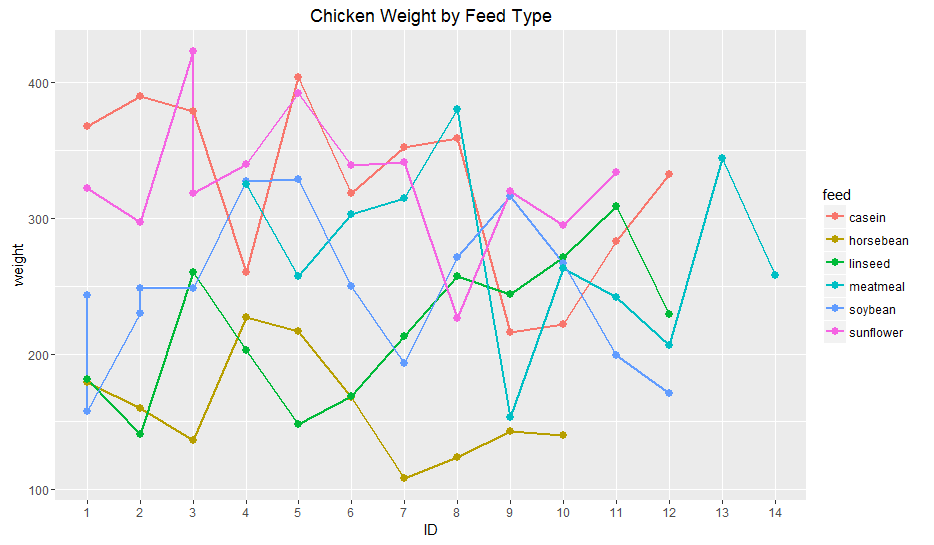 Chicken Weight by Feed Type
weight
400
300
200
100
1 2 3 4 5 6 7 8 9 10 11 12 13 14
ID
feed
casein
horsebean
linseed
meatmeal
soybean
sunflower